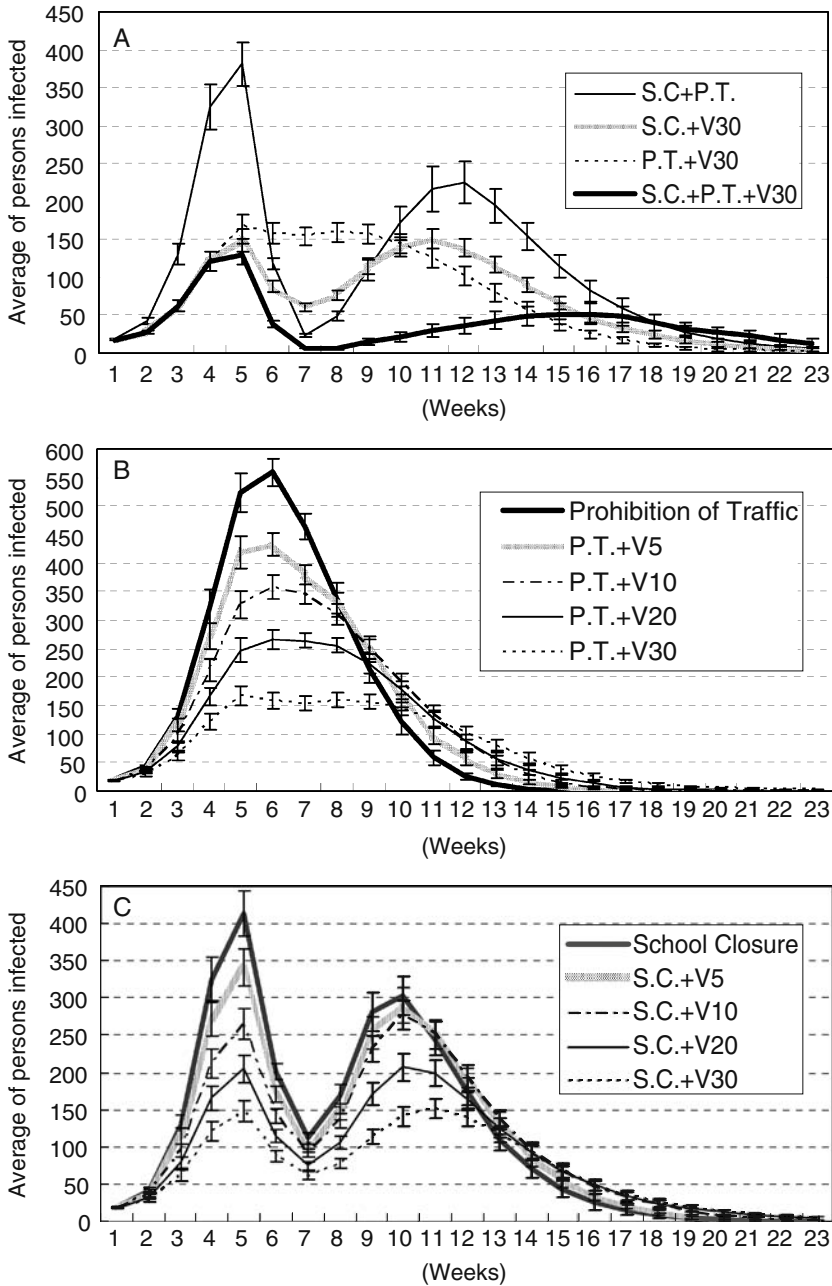 A
450
400
350
300
250
200
150
100
50
0
Average of persons infected
S.C+P.T.
S.C.+V30
P.T.+V30
S.C.+P.T.+V30
1 2 3 4 5 6 7 8 9 10 11 12 13 14 15 16 17 18 19 20 21 22 23
(Weeks)
B
600
550
500
450
400
350
300
250
200
150
100
50
0
Average of persons infected
Prohibition of Traffic
P.T.+V5
P.T.+V10
P.T.+V20
P.T.+V30
1 2 3 4 5 6 7 8 9 10 11 12 13 14 15 16 17 18 19 20 21 22 23
(Weeks)
C
450
400
350
300
250
200
150
100
50
0
Average of persons infected
School Closure
S.C.+V5
S.C.+V10
S.C.+V20
S.C.+V30
1 2 3 4 5 6 7 8 9 10 11 12 13 14 15 16 17 18 19 20 21 22 23
(Weeks)